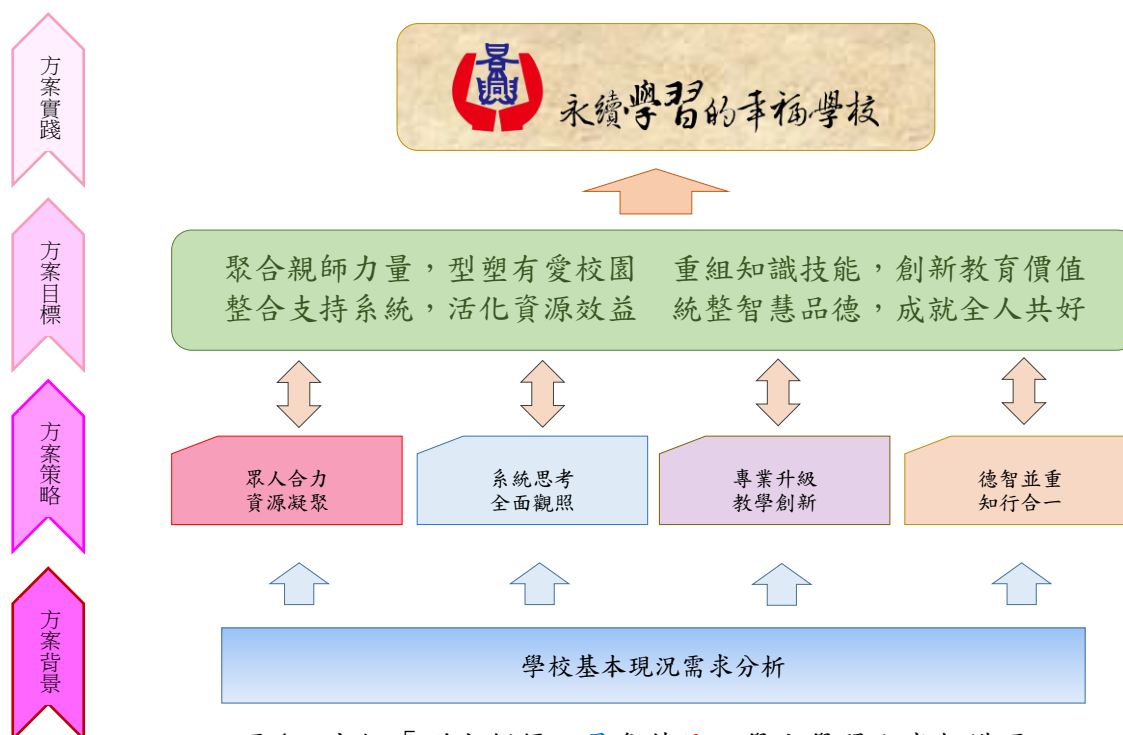 方案實踐
景興
永續學習的幸福學校
方案目標
聚合親師力量，型塑有愛校園　重組知識技能，創新教育價值
整合支持系統，活化資源效益　統整智慧品德，成就全人共好
方案策略
眾人合力
資源凝聚
系統思考
全面觀照
專業升級
教學創新
德智並重
知行合一
方案背景
學校基本現況需求分析